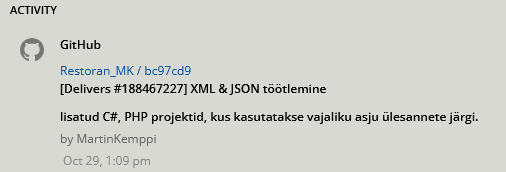 ACTIVITY
GitHub
Restoran_MK / bc97cd9
[Delivers #188467227] XML & JSON töötlemine
lisatud C#, PHP projektid, kus kasutatakse vajaliku asju ülesannete järgi.
by MartinKemppi
Oct 29, 1:09 pm